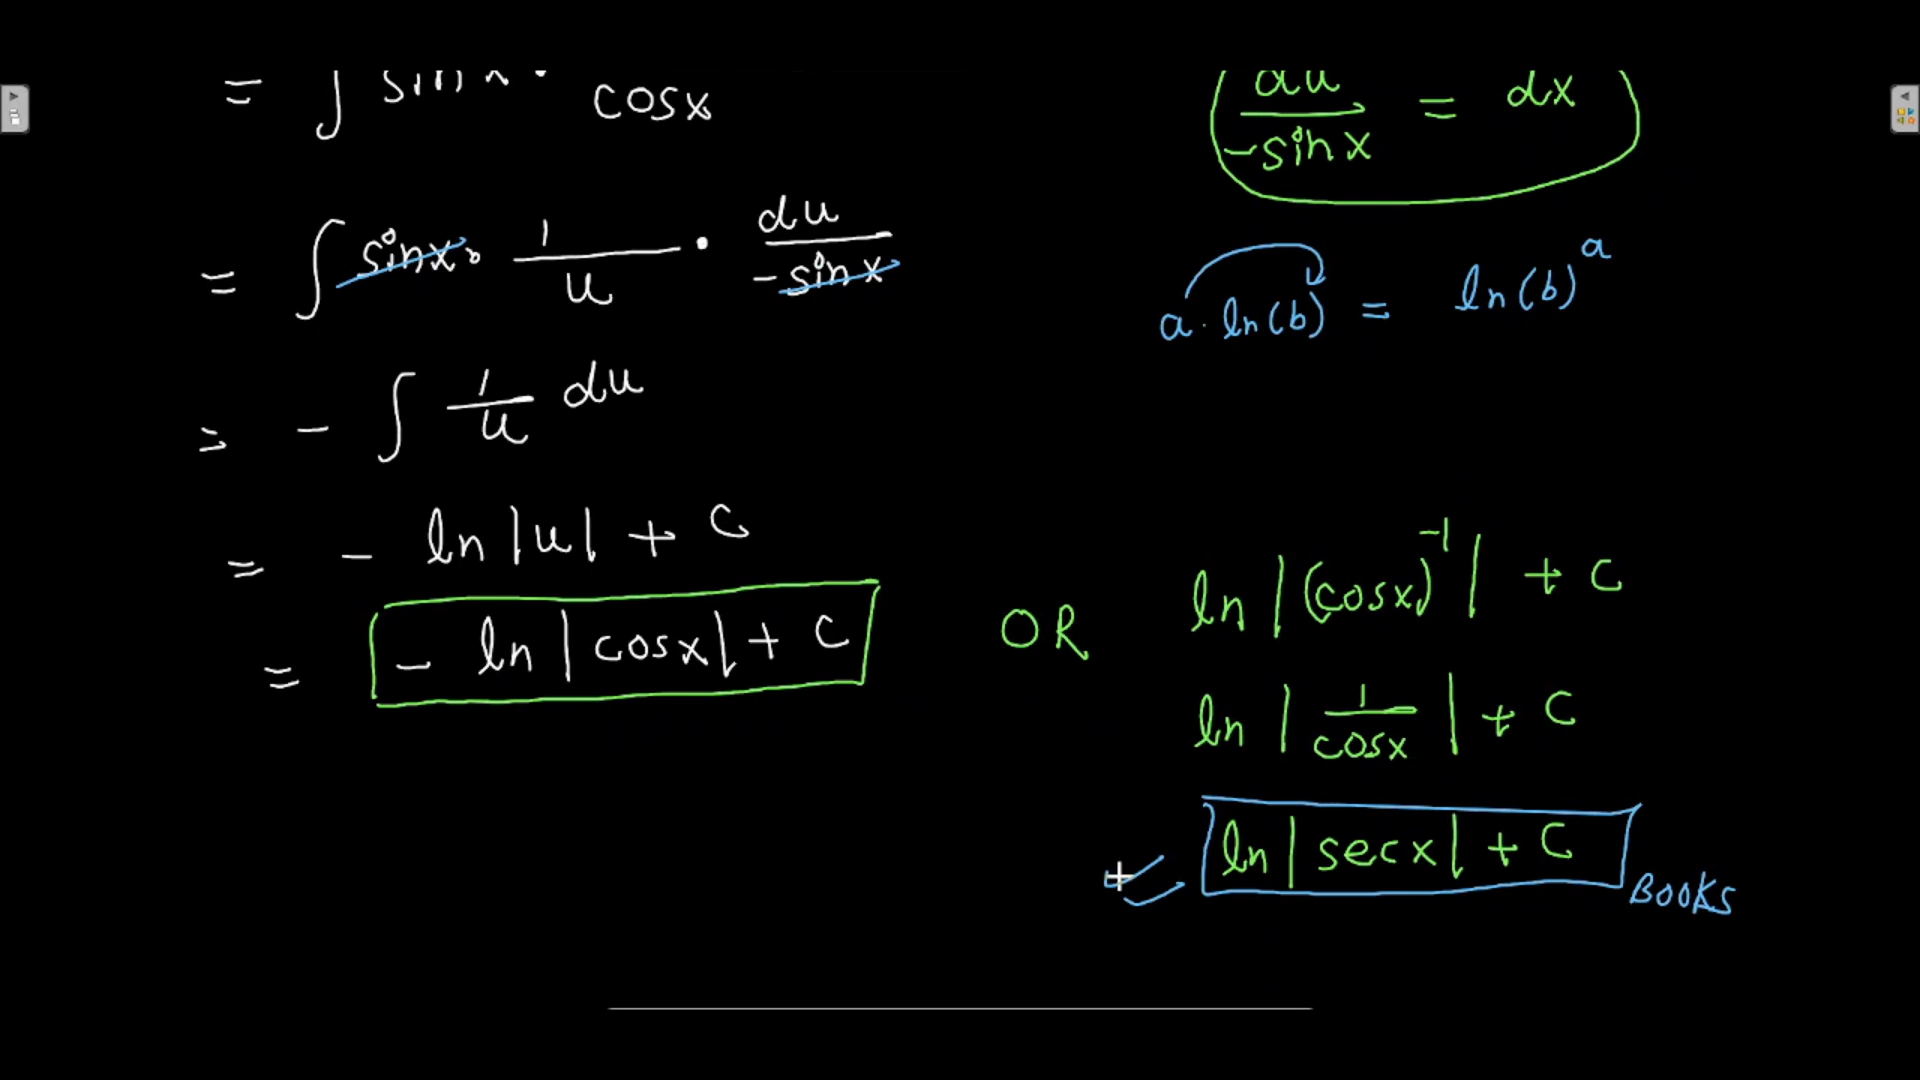 = ∫ sin x · cosx
= ∫ sinx · 1/u · du/-sinx
= - ∫ 1/u du
= - ln |u| + C
= - ln |cosx| + C
OR
du/-sinx = dx
a · ln(b) = ln(b)^a
ln |(cosx)^-1| + C
ln | 1/cosx | + C
ln | secx | + C
BOOKS